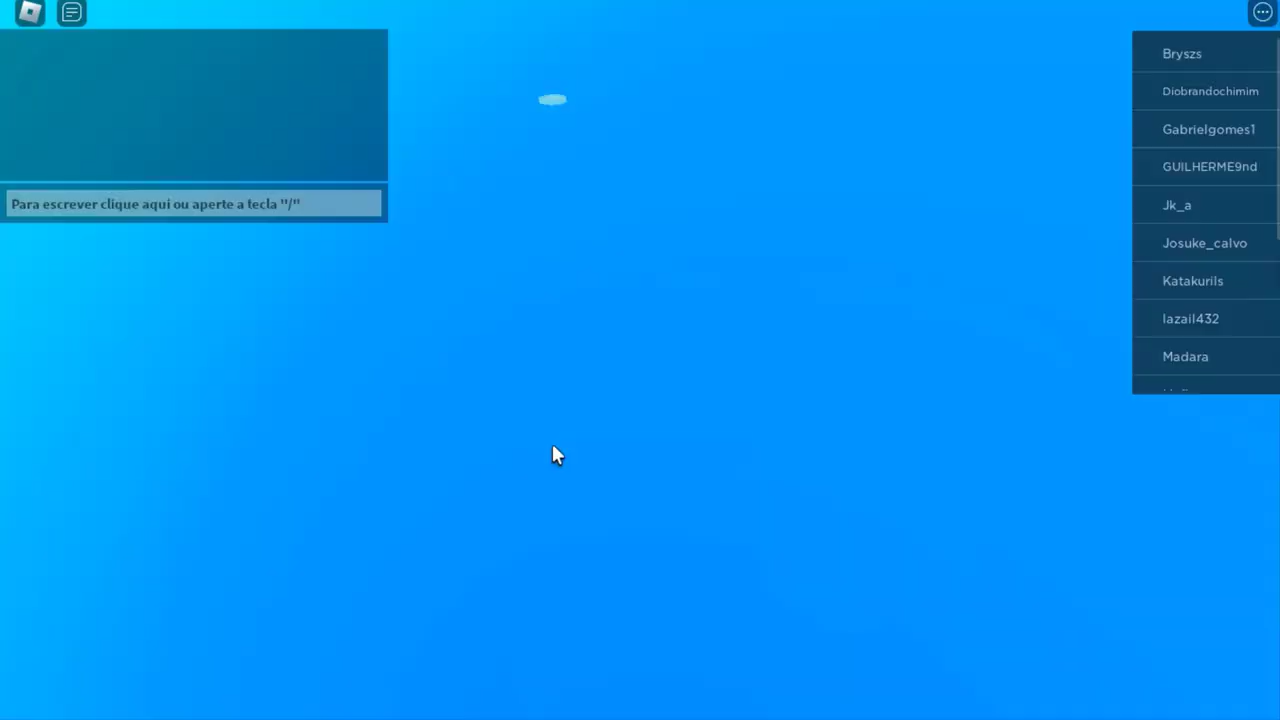 Para escrever clique aqui ou aperte a tecla "/"
Bryszs
Diobrandochimim
Gabrielgomes1
GUILHERME9nd
Jk_a
Josuke_calvo
Katakurils
lazail432
Madara